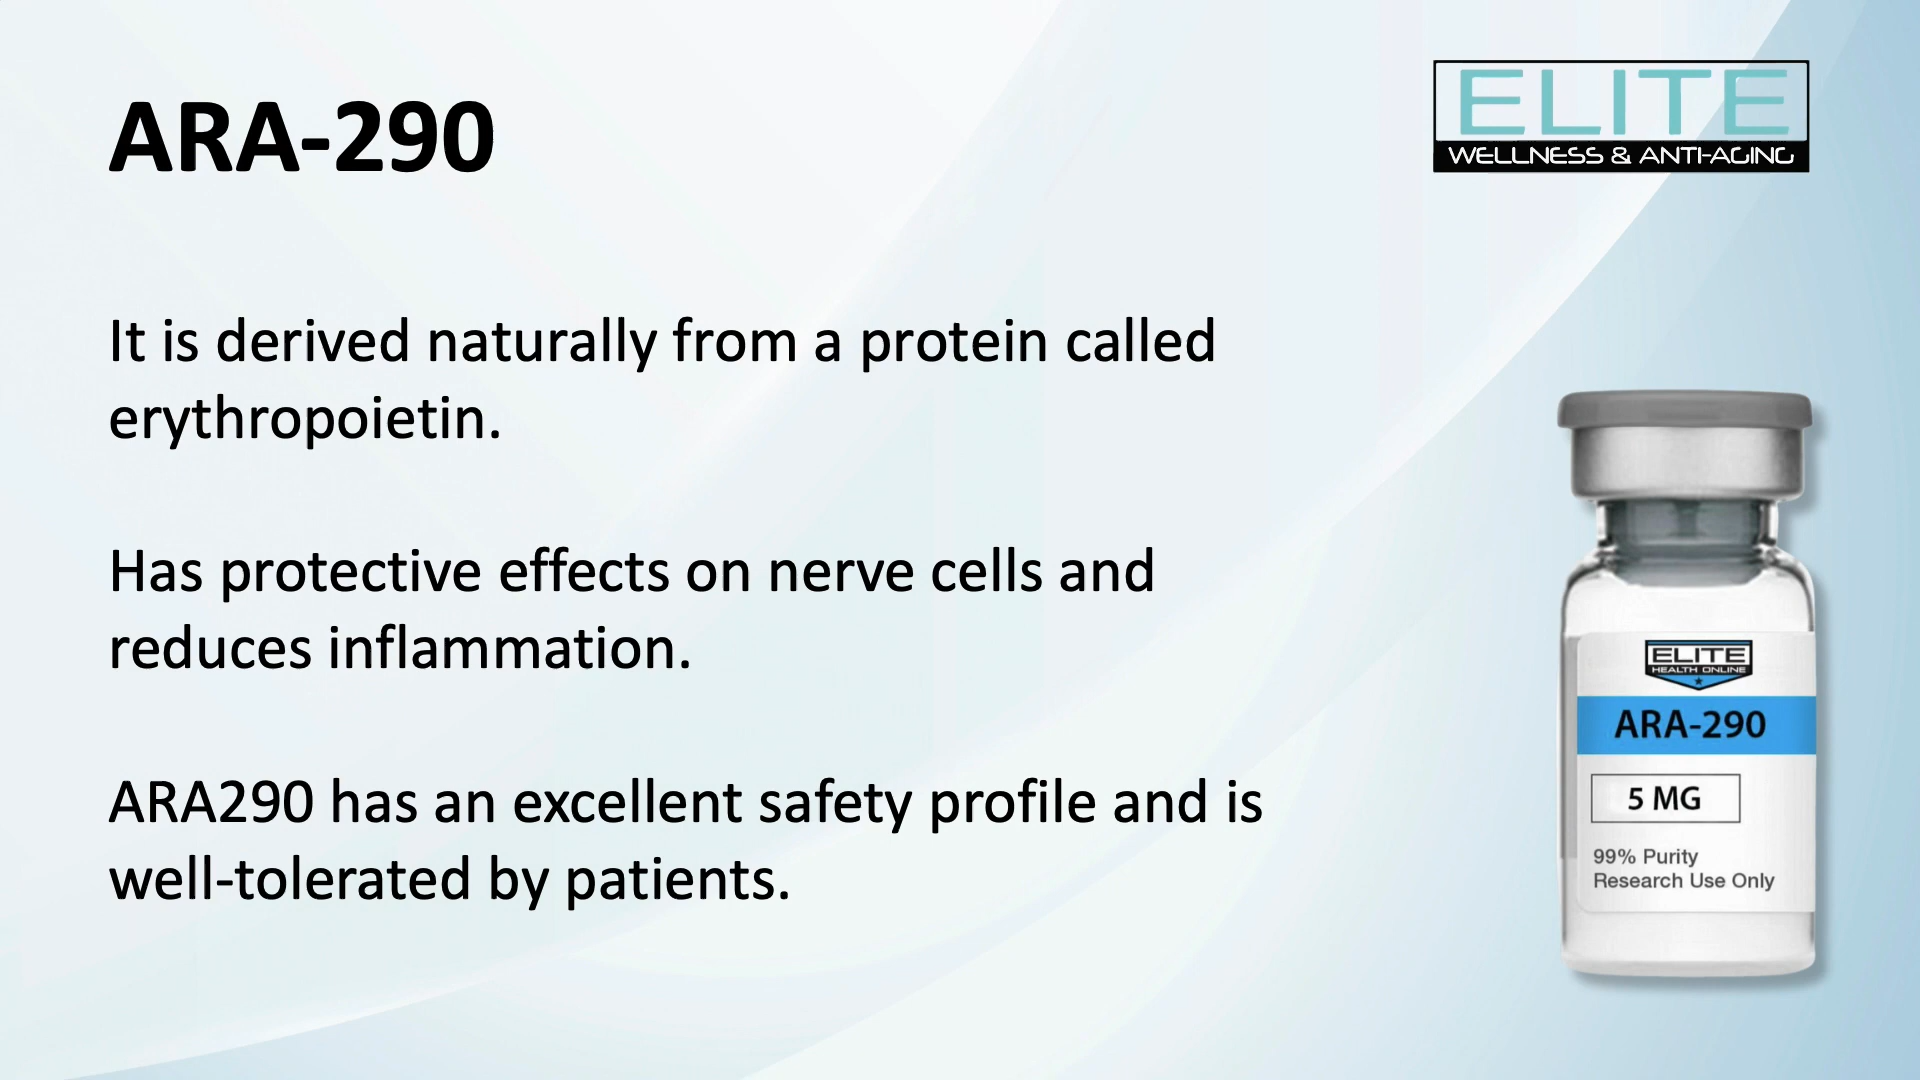 ARA-290
ELITE
WELLNESS & ANTI-AGING
It is derived naturally from a protein called
erythropoietin.
Has protective effects on nerve cells and
reduces inflammation.
ARA290 has an excellent safety profile and is
well-tolerated by patients.
ELITE
HEALTH ONLINE
ARA-290
5 MG
99% Purity
Research Use Only